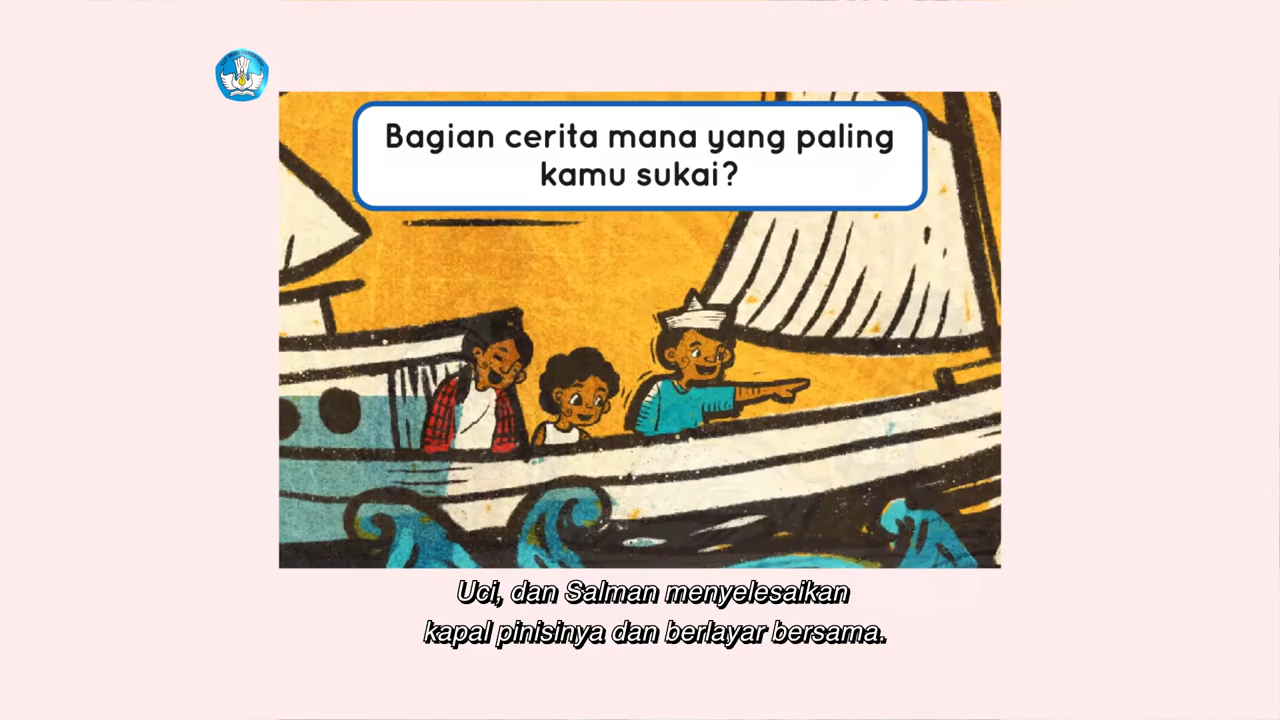 Bagian cerita mana yang paling
kamu sukai?
Uci, dan Salman menyelesaikan
kapal pinisinya dan berlayar bersama.